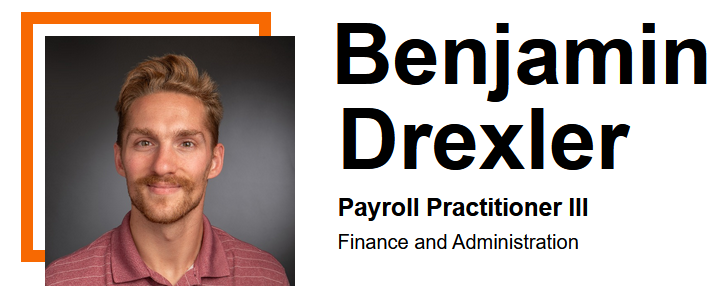 Benjamin
Drexler
Payroll Practitioner III
Finance and Administration